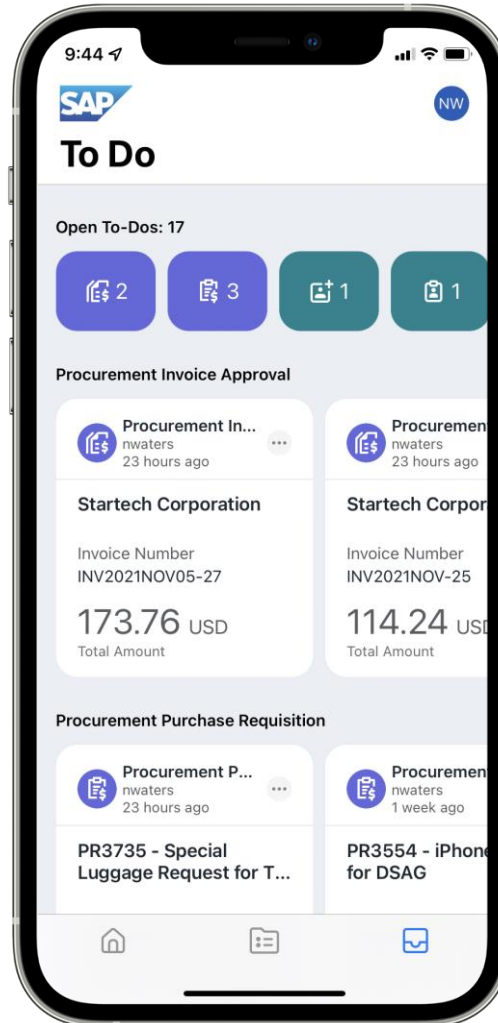 9:44
SAP
NW
To Do
Open To-Dos: 17
2
3
1
1
Procurement Invoice Approval
Procurement In...
nwaters
23 hours ago
Startech Corporation
Invoice Number
INV2021NOV05-27
173.76 USD
Total Amount
Procurement
nwaters
23 hours ago
Startech Corpor
Invoice Number
INV2021NOV-25
114.24 USD
Total Amount
Procurement Purchase Requisition
Procurement P...
nwaters
23 hours ago
PR3735 - Special
Luggage Request for T...
Procurement
nwaters
1 week ago
PR3554 - iPhone
for DSAG